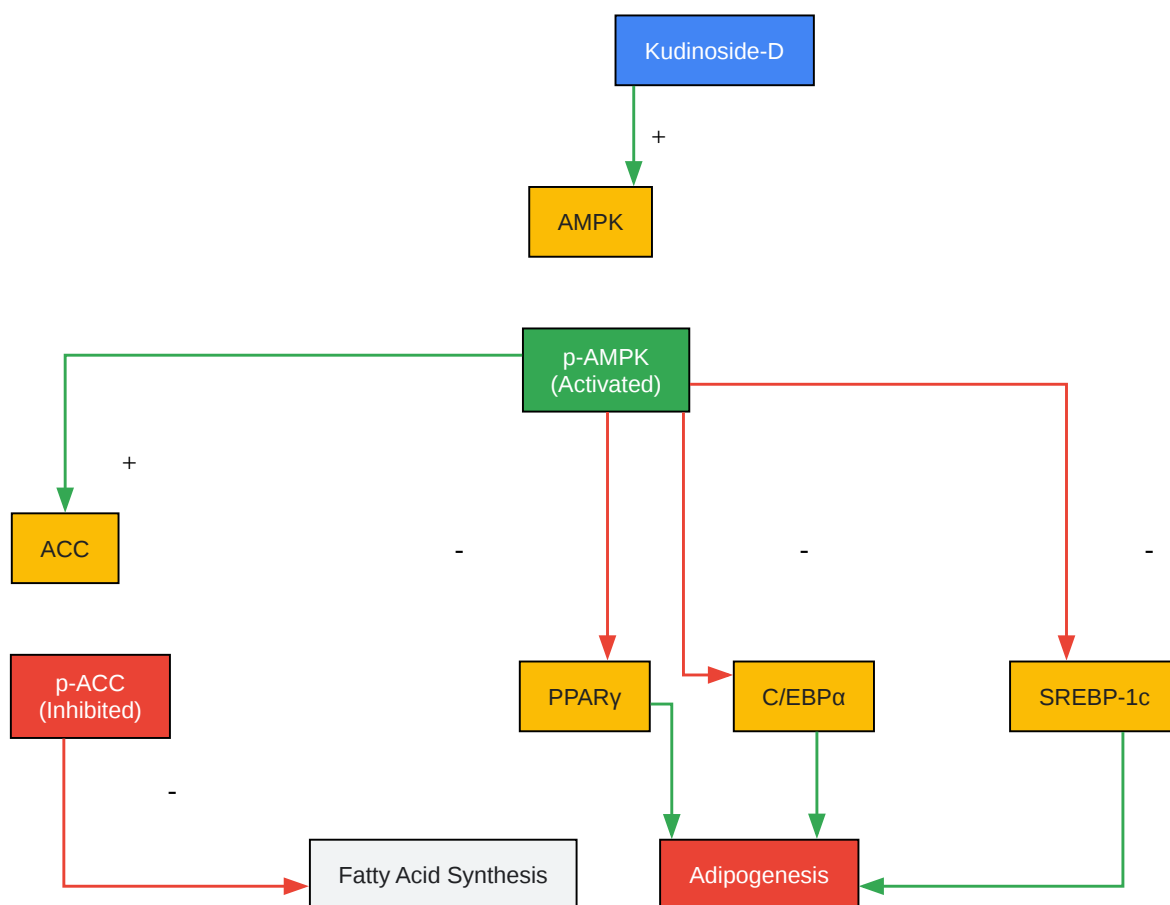 Kudinoside-D
+
AMPK
p-AMPK
(Activated)
+
ACC
-
-
-
p-ACC
(Inhibited)
PPARγ
C/EBPα
SREBP-1c
-
Fatty Acid Synthesis
Adipogenesis